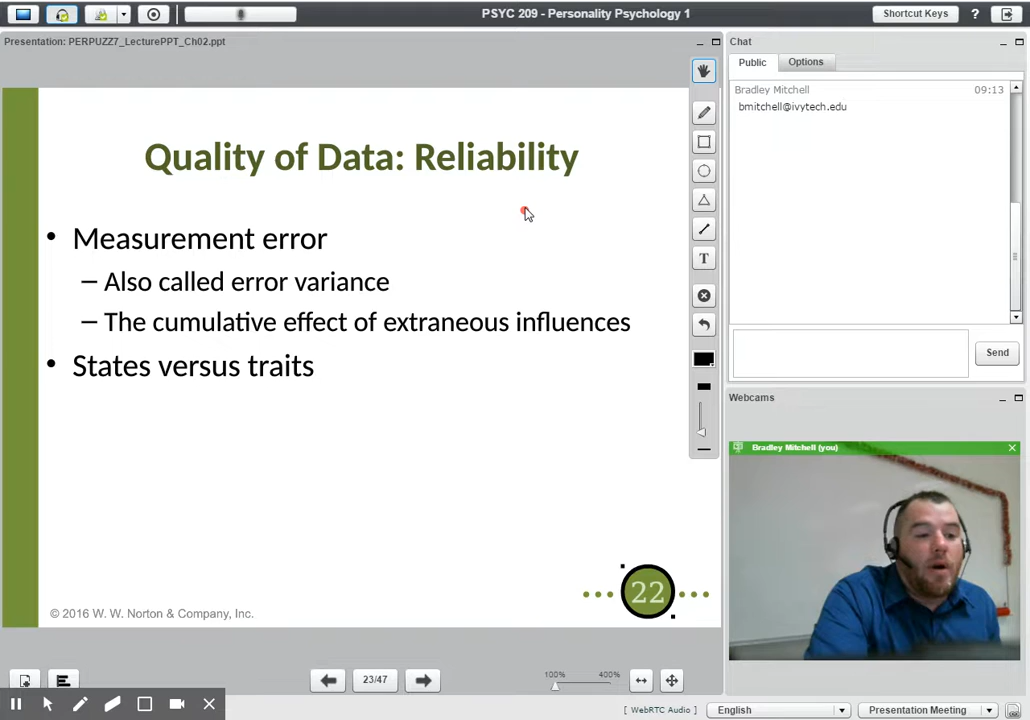 PSYC 209 - Personality Psychology 1
Shortcut Keys
?
Presentation: PERPUZZ7_LecturePPT_Ch02.ppt
Quality of Data: Reliability
• Measurement error
– Also called error variance
– The cumulative effect of extraneous influences
• States versus traits
22
© 2016 W. W. Norton & Company, Inc.
T
23/47
100%
400%
Chat
Public
Options
Bradley Mitchell
09:13
bmitchell@ivytech.edu
Send
Webcams
Bradley Mitchell (you)
[ WebRTC Audio ]
English
Presentation Meeting